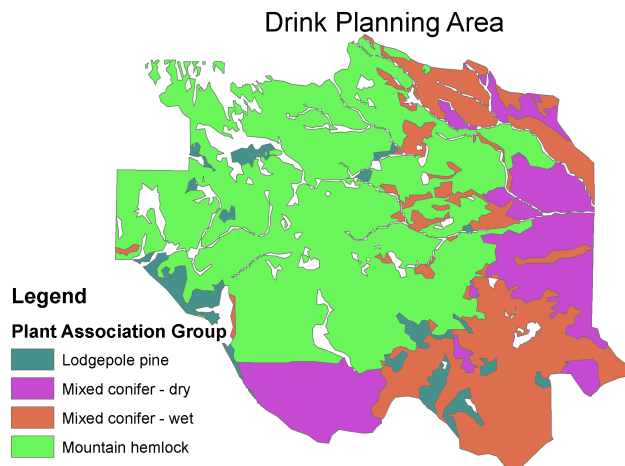 Drink Planning Area
Legend
Plant Association Group
Lodgepole pine
Mixed conifer - dry
Mixed conifer - wet
Mountain hemlock